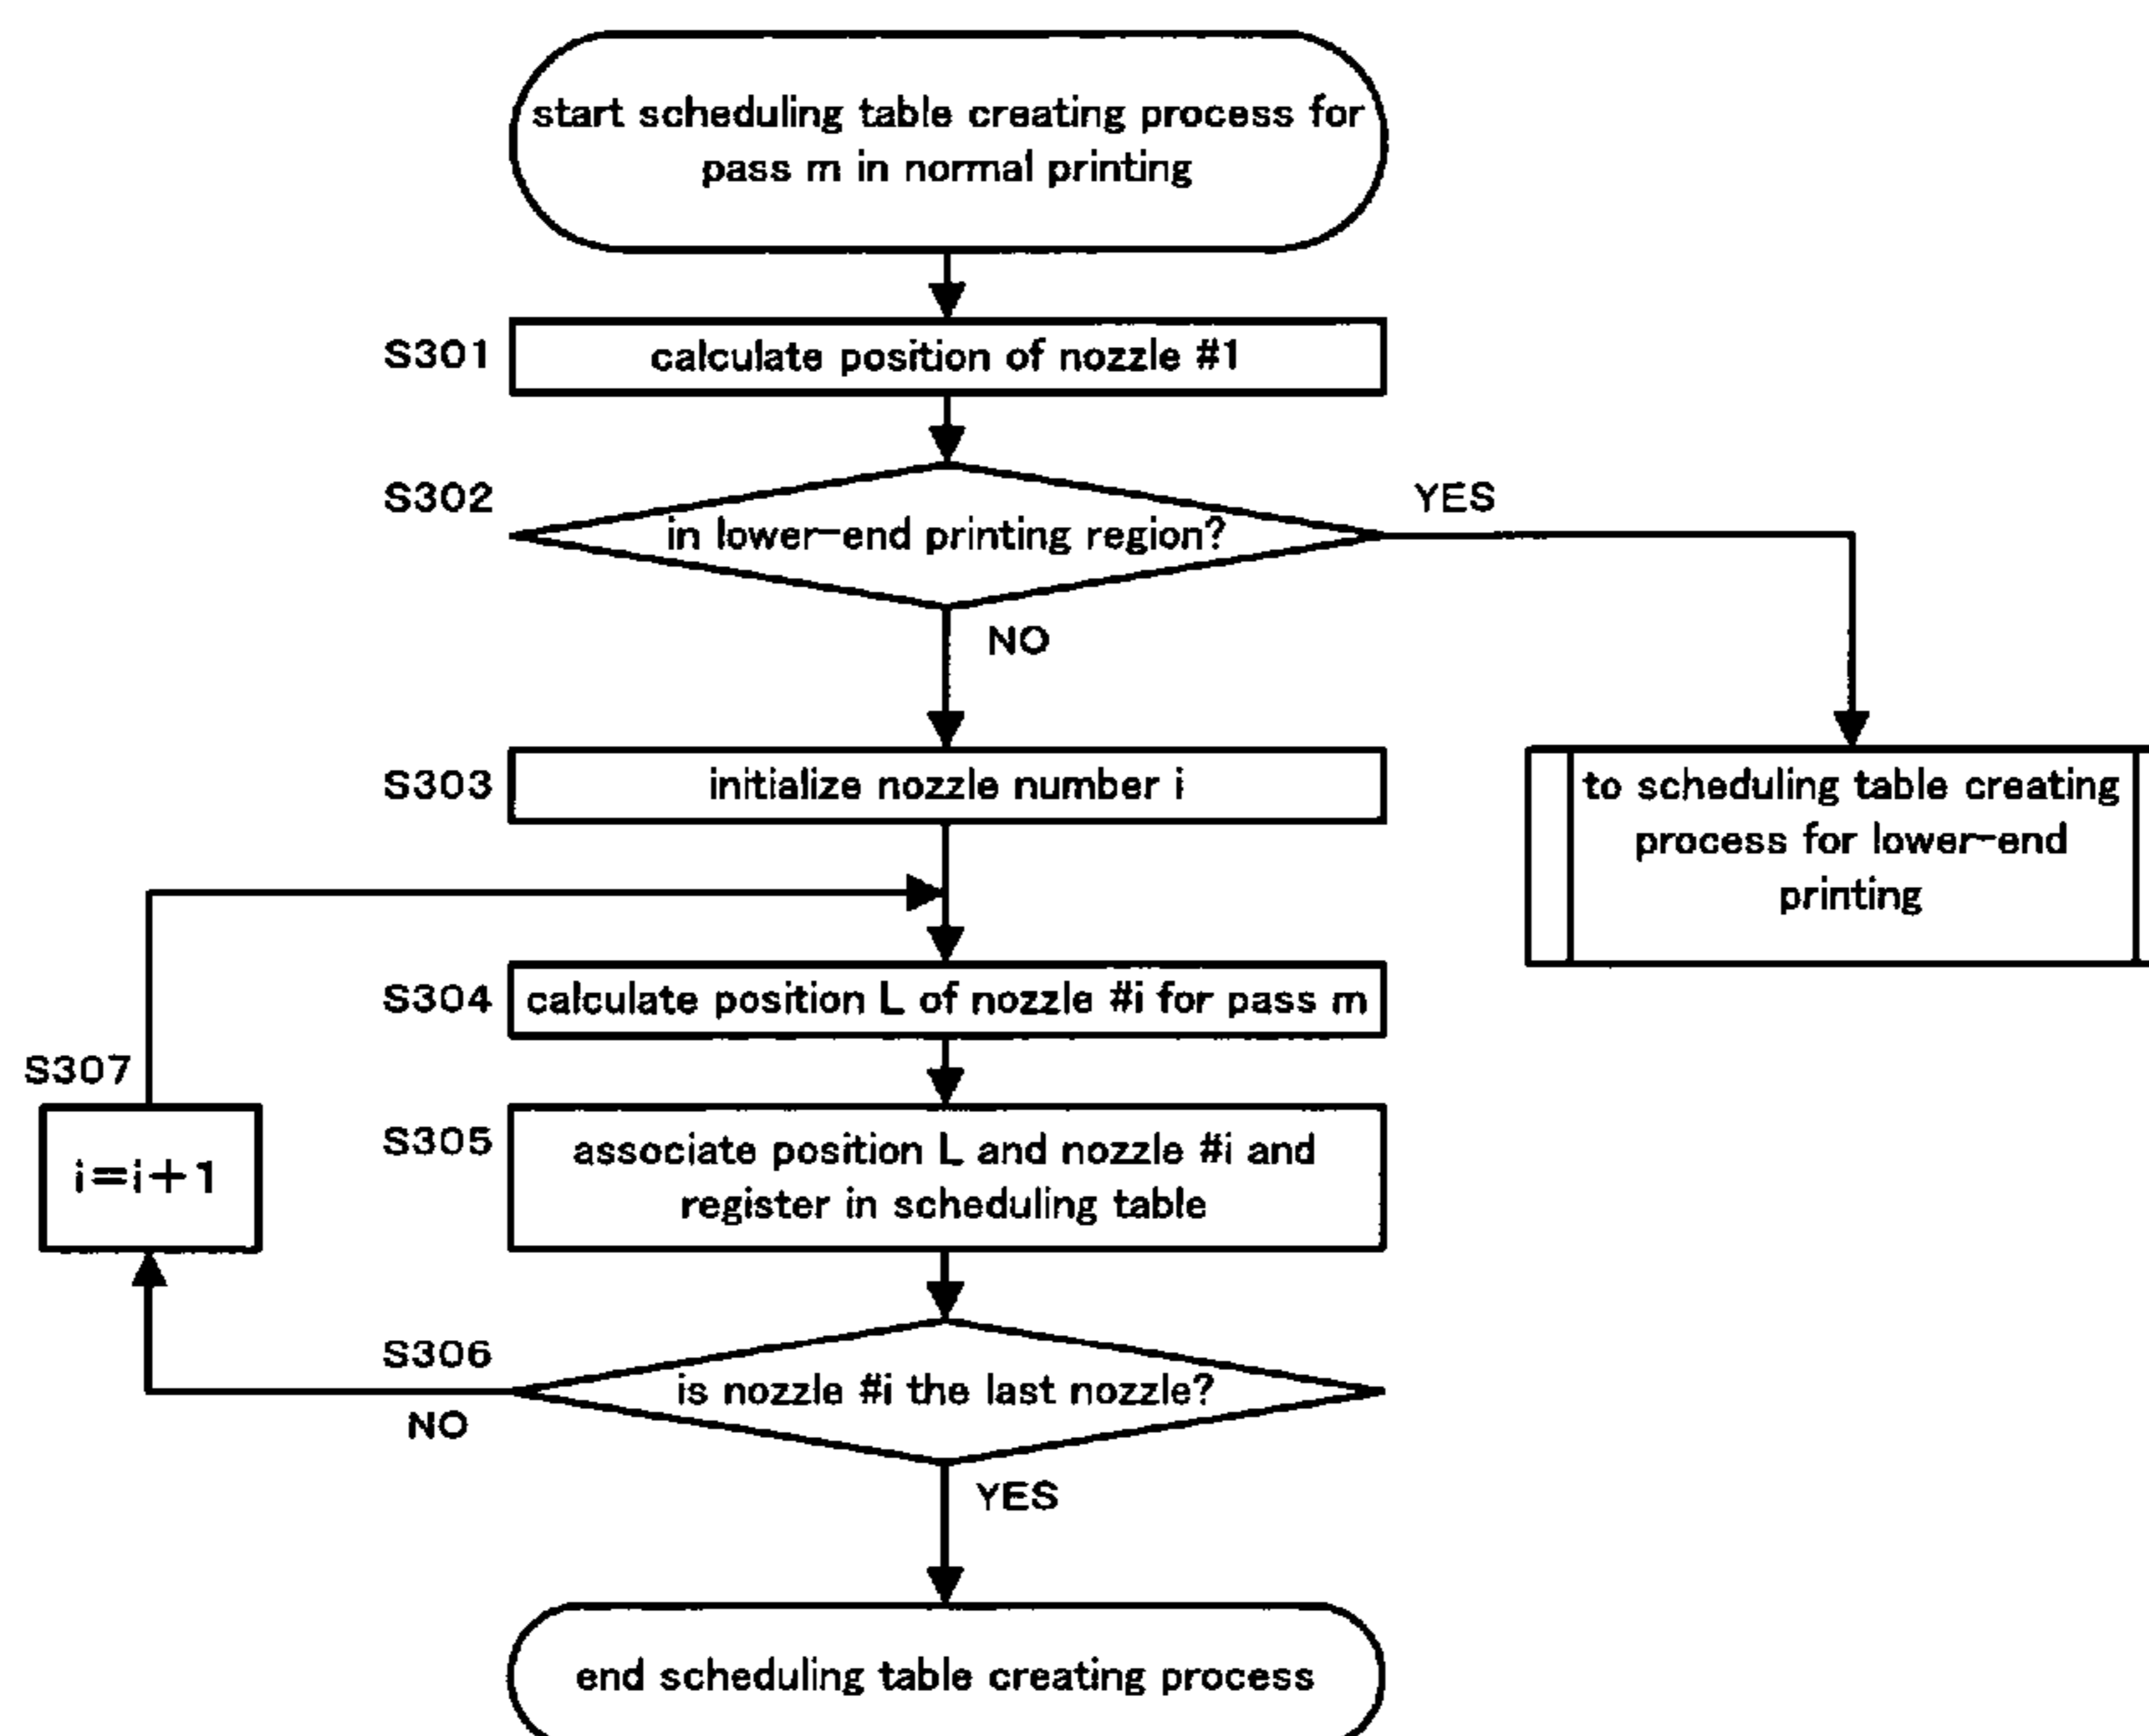 start scheduling table creating process for
pass m in normal printing
S301
calculate position of nozzle #1
S302
in lower-end printing region?
YES
NO
S303
initialize nozzle number i
to scheduling table creating
process for lower-end
printing
S304
calculate position L of nozzle #i for pass m
S307
i=i+1
S305
associate position L and nozzle #i and
register in scheduling table
S306
is nozzle #i the last nozzle?
NO
YES
end scheduling table creating process